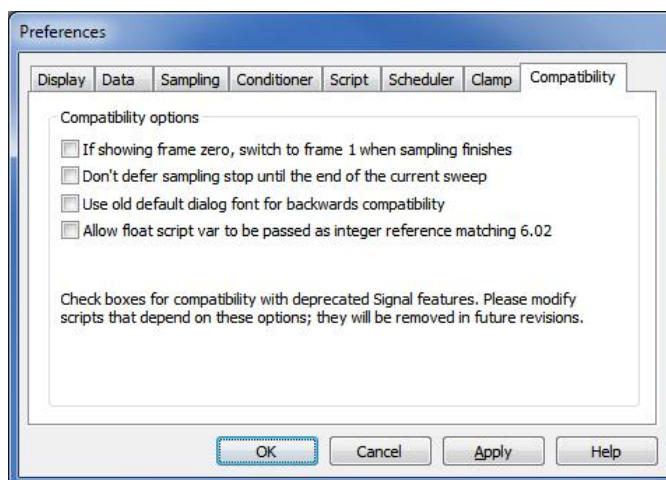 Preferences
Display Data Sampling Conditioner Script Scheduler Clamp Compatibility
Compatibility options
If showing frame zero, switch to frame 1 when sampling finishes
Don't defer sampling stop until the end of the current sweep
Use old default dialog font for backwards compatibility
Allow float script var to be passed as integer reference matching 6.02
Check boxes for compatibility with deprecated Signal features. Please modify
scripts that depend on these options; they will be removed in future revisions.
OK Cancel Apply Help